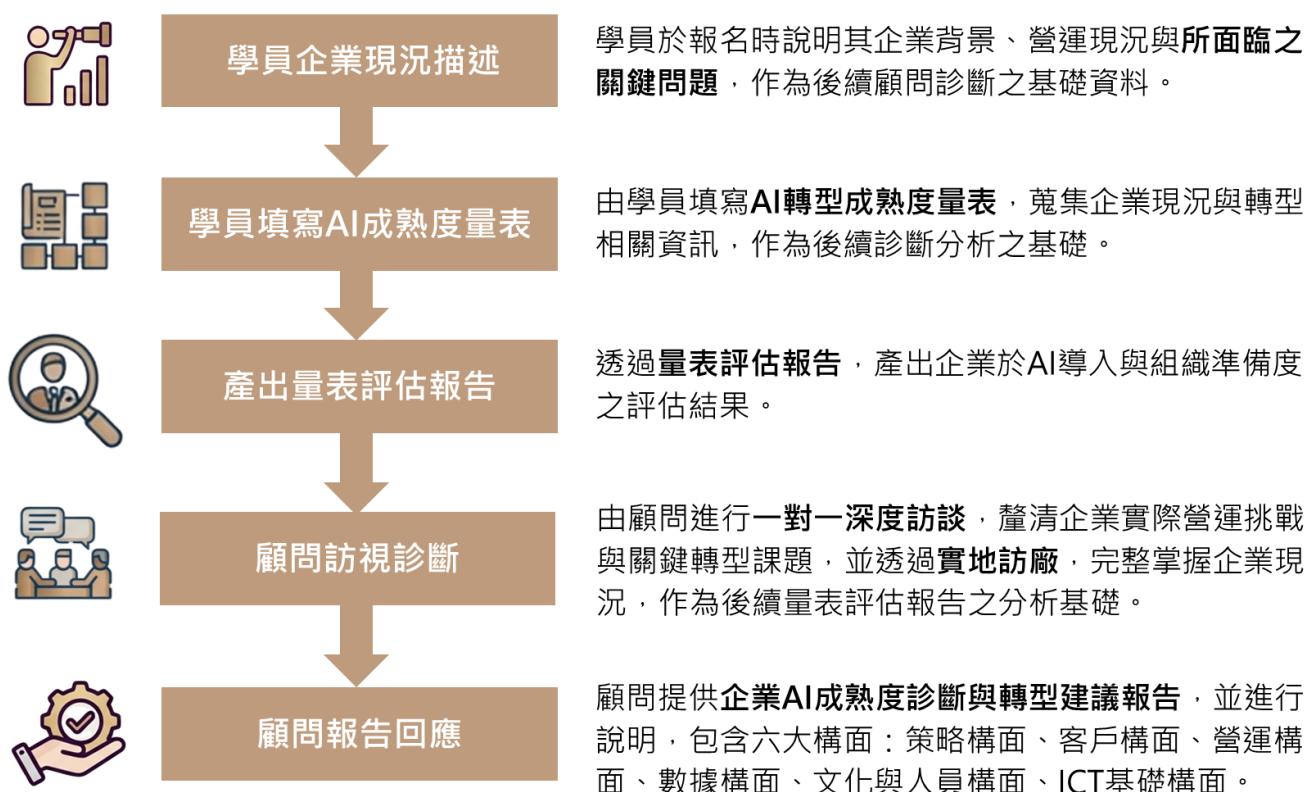 學員企業現況描述
學員於報名時說明其企業背景、營運現況與所面臨之
關鍵問題，作為後續顧問診斷之基礎資料。
學員填寫AI成熟度量表
由學員填寫AI轉型成熟度量表，蒐集企業現況與轉型
相關資訊，作為後續診斷分析之基礎。
產出量表評估報告
透過量表評估報告，產出企業於AI導入與組織準備度
之評估結果。
顧問訪視診斷
由顧問進行一對一深度訪談，釐清企業實際營運挑戰
與關鍵轉型課題，並透過實地訪廠，完整掌握企業現
況，作為後續量表評估報告之分析基礎。
顧問報告回應
顧問提供企業AI成熟度診斷與轉型建議報告，並進行
說明，包含六大構面：策略構面、客戶構面、營運構
面、數據構面、文化與人員構面、ICT基礎構面。